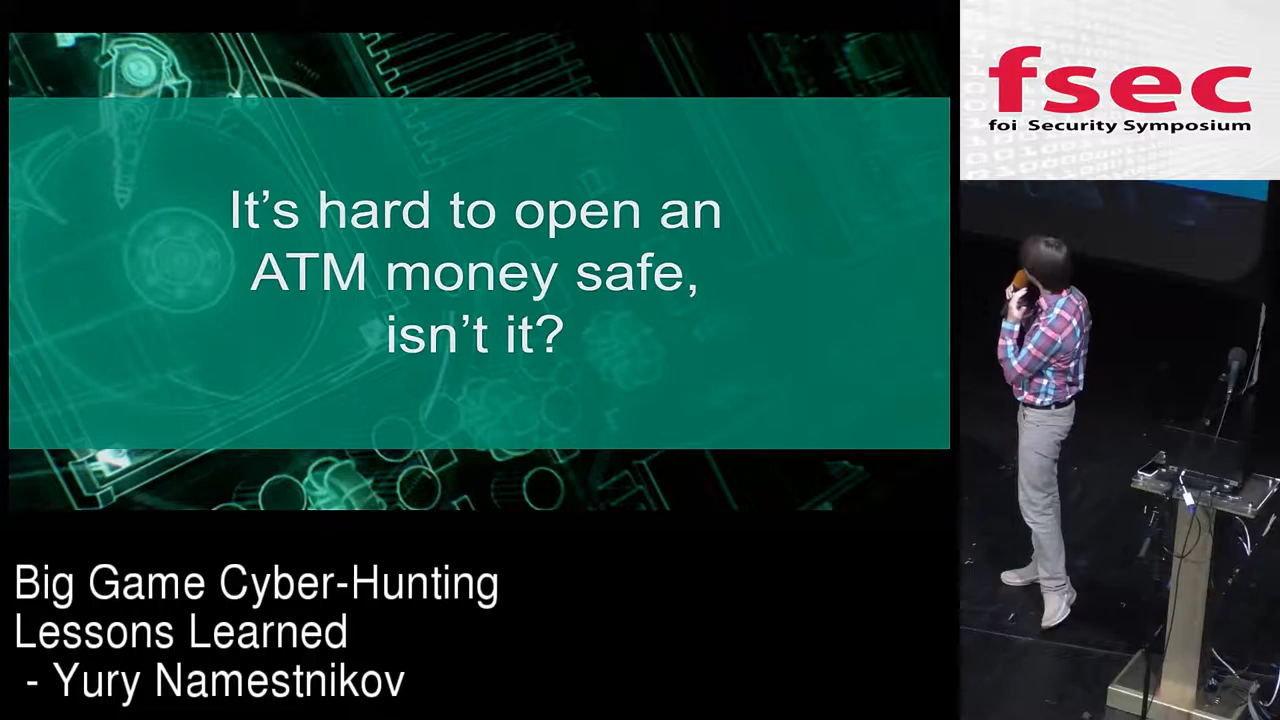 It's hard to open an
ATM money safe,
isn't it?
fsec
foi Security Symposium
Big Game Cyber-Hunting
Lessons Learned
- Yury Namestnikov